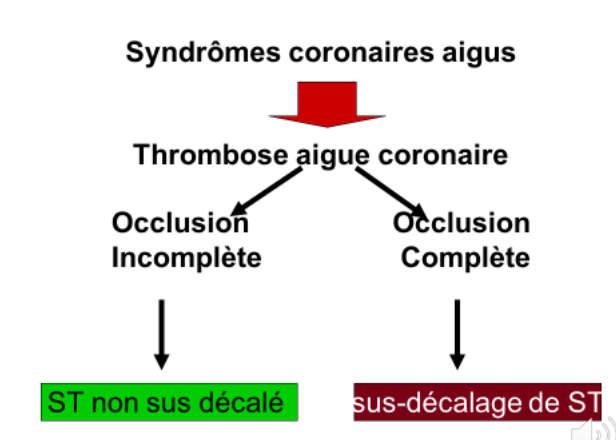 Syndrômes coronaires aigus
Thrombose aigue coronaire
Occlusion
Incomplète
Occlusion
Complète
ST non sus décalé
sus-décalage de ST